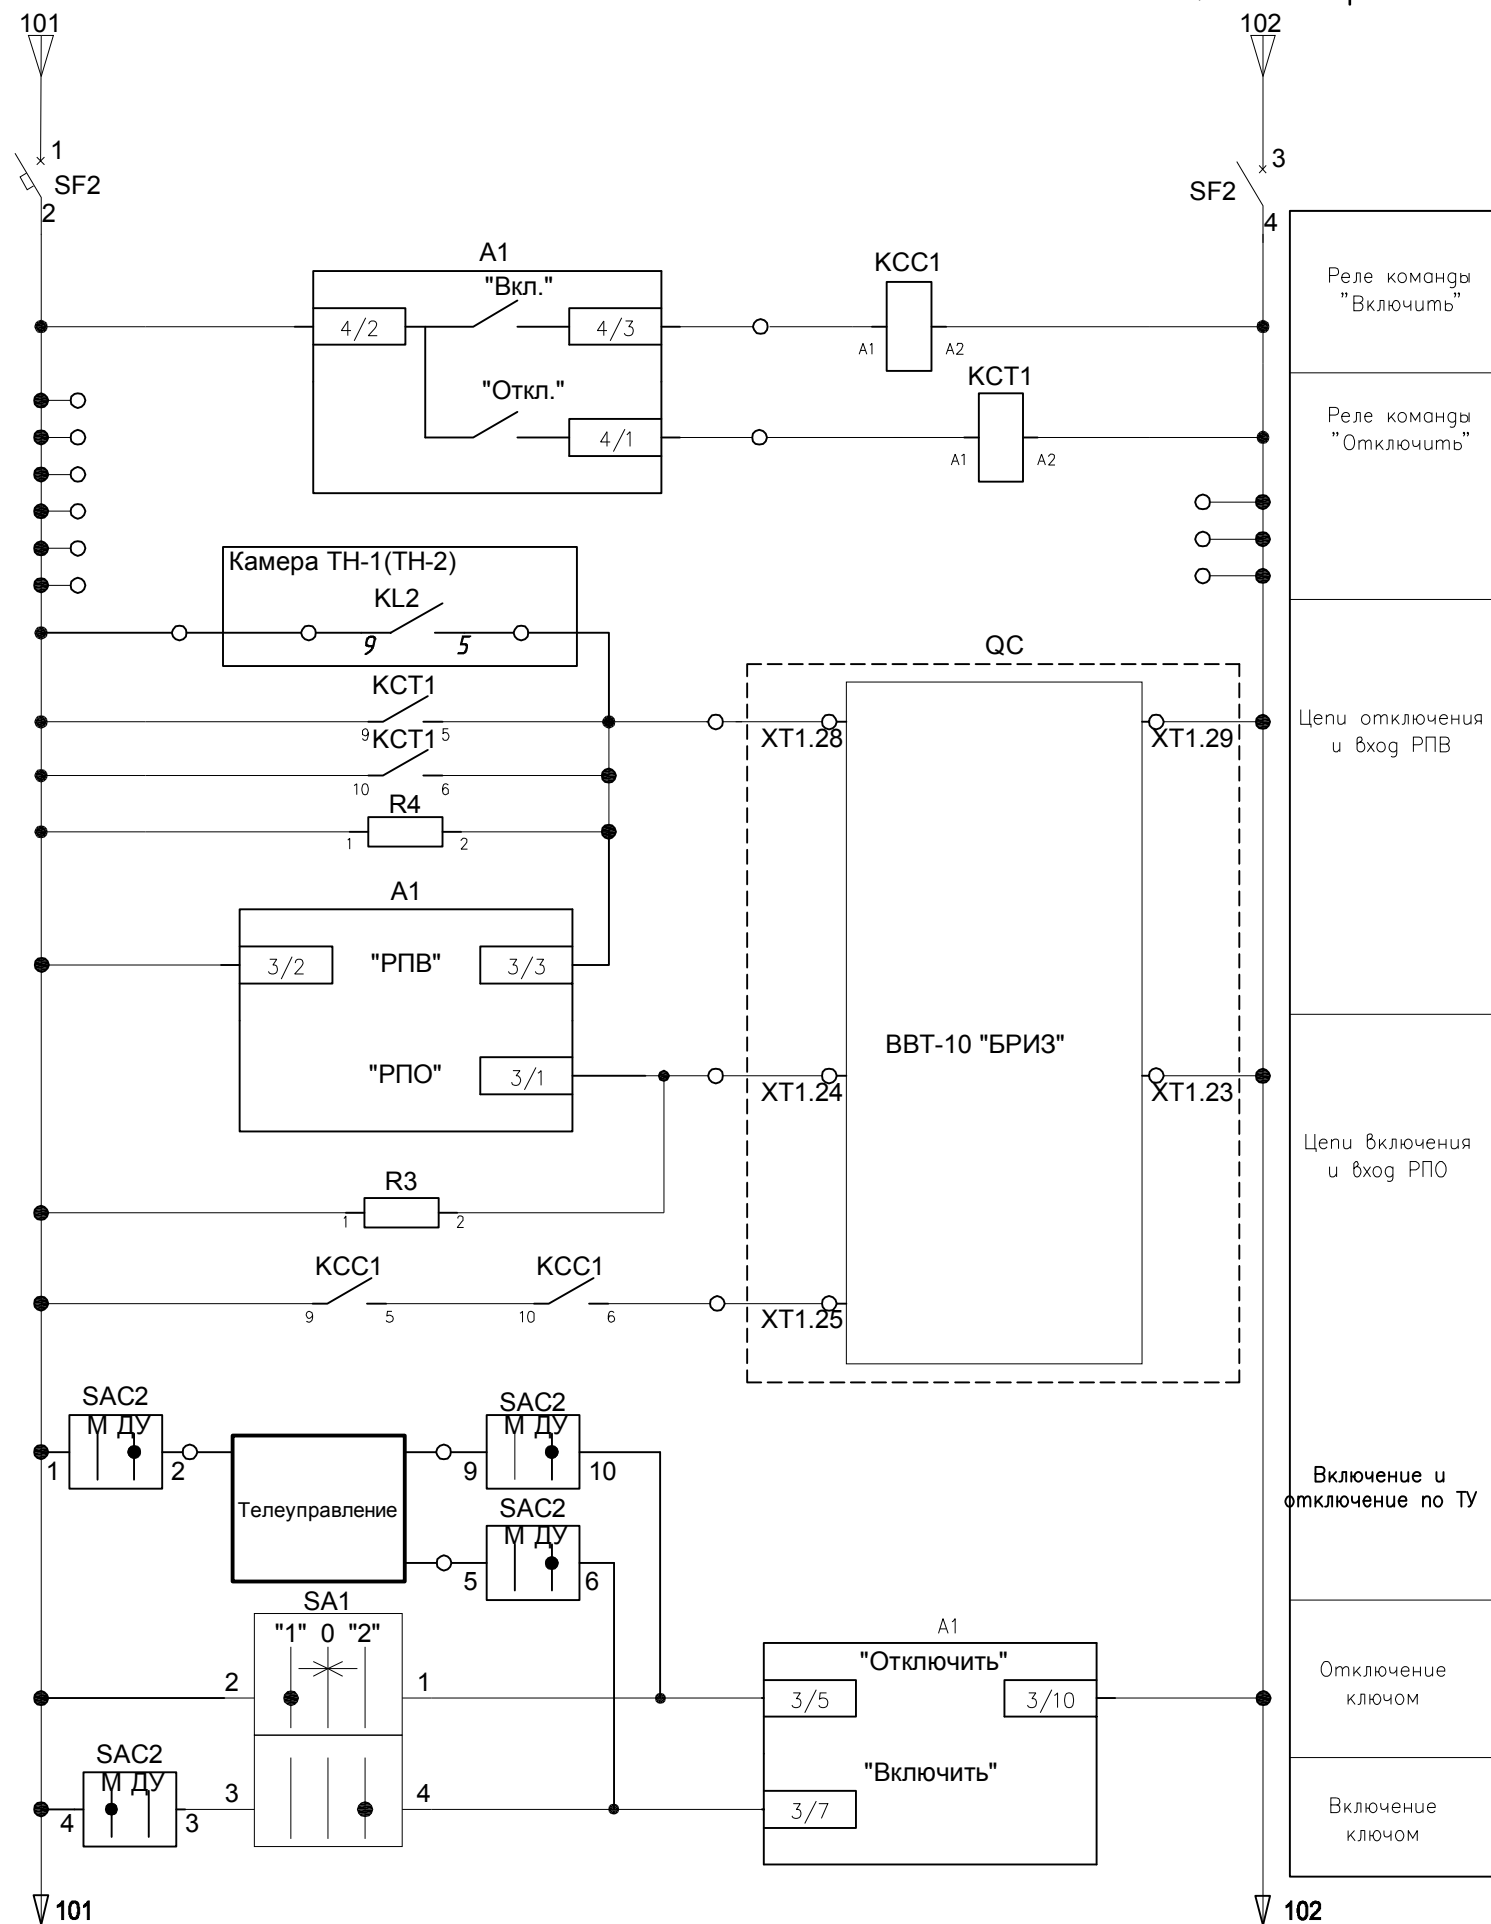 101
102
1
SF2
2
3
SF2
4
A1
"Вкл."
4/2
4/3
KCC1
A1
A2
Реле команды
"Включить"
"Откл."
4/1
KCT1
A1
A2
Реле команды
"Отключить"
Камера ТН-1(ТН-2)
KL2
9
5
KCT1
9
5
KCT1
10
6
R4
1
2
QC
XT1.28
XT1.29
Цепи отключения
и вход РПВ
A1
3/2
"РПВ"
3/3
"РПО"
3/1
ВВТ-10 "БРИЗ"
XT1.24
XT1.23
Цепи включения
и вход РПО
R3
1
2
KCC1
9
5
KCC1
10
6
XT1.25
SAC2
М ДУ
1
2
Телеуправление
SAC2
М ДУ
9
10
SAC2
М ДУ
5
6
Включение и
отключение по ТУ
SA1
"1" 0 "2"
2
1
A1
"Отключить"
3/5
3/10
Отключение
ключом
SAC2
М ДУ
4
3
3
4
"Включить"
3/7
Включение
ключом
101
102